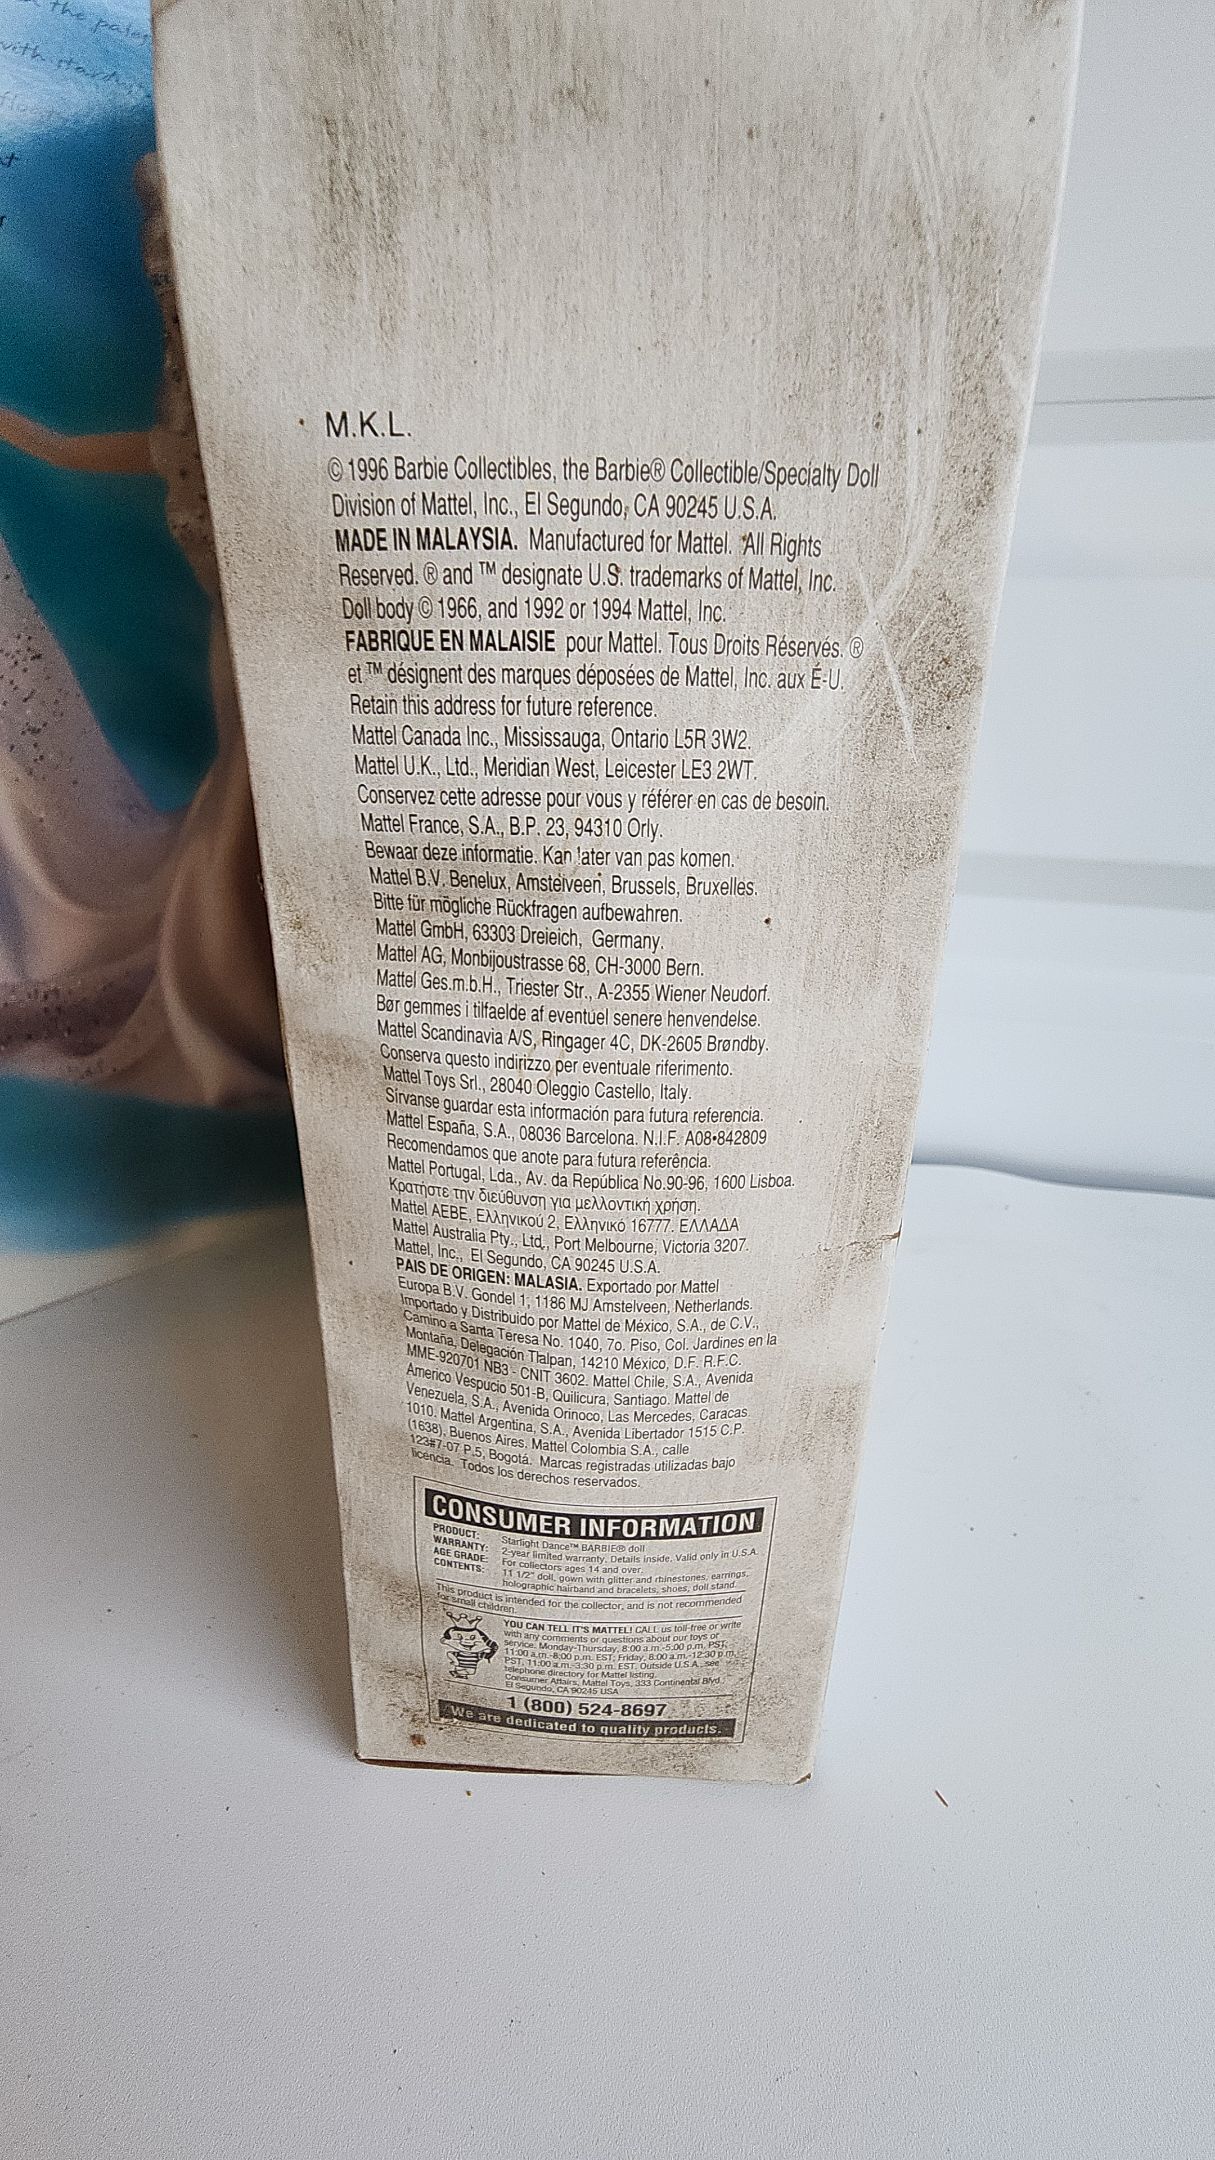 the
with stardust
M.K.L.
© 1996 Barbie Collectibles, the Barbie® Collectible/Specialty Doll
Division of Mattel, Inc., El Segundo, CA 90245 U.S.A.
MADE IN MALAYSIA. Manufactured for Mattel. All Rights
Reserved. ® and ™ designate U.S. trademarks of Mattel, Inc.
Doll body © 1966, and 1992 or 1994 Mattel, Inc.
FABRIQUE EN MALAISIE pour Mattel. Tous Droits Réservés. ®
et ™ désignent des marques déposées de Mattel, Inc. aux É-U.
Retain this address for future reference.
Mattel Canada Inc., Mississauga, Ontario L5R 3W2.
Mattel U.K., Ltd., Meridian West, Leicester LE3 2WT.
Conservez cette adresse pour vous y référer en cas de besoin.
Mattel France, S.A., B.P. 23, 94310 Orly.
Bewaar deze informatie. Kan later van pas komen.
Mattel B.V. Benelux, Amstelveen, Brussels, Bruxelles.
Bitte für mögliche Rückfragen aufbewahren.
Mattel GmbH, 63303 Dreieich, Germany.
Mattel AG, Monbijoustrasse 68, CH-3000 Bern.
Mattel Ges.m.b.H., Triester Str., A-2355 Wiener Neudorf.
Bør gemmes i tilfaelde af eventuel senere henvendelse.
Mattel Scandinavia A/S, Ringager 4C, DK-2605 Brøndby.
Conserva questo indirizzo per eventuale riferimento.
Mattel Toys Srl., 28040 Oleggio Castello, Italy.
Sírvanse guardar esta información para futura referencia.
Mattel España, S.A., 08036 Barcelona. N.I.F. A08•842809
Recomendamos que anote para futura referência.
Mattel Portugal, Lda., Av. da República No.90-96, 1600 Lisboa.
Κρατήστε την διεύθυνση για μελλοντική χρήση.
Mattel AEBE, Ελληνικού 2, Ελληνικό 16777. ΕΛΛΑΔΑ
Mattel Australia Pty., Ltd., Port Melbourne, Victoria 3207.
Mattel, Inc., El Segundo, CA 90245 U.S.A.
PAIS DE ORIGEN: MALASIA. Exportado por Mattel
Europa B.V. Gondel 1, 1186 MJ Amstelveen, Netherlands.
Importado y Distribuido por Mattel de México, S.A., de C.V.,
Camino a Santa Teresa No. 1040, 7o. Piso, Col. Jardines en la
Montaña, Delegación Tlalpan, 14210 México, D.F. R.F.C.
MME-920701 NB3 - CNIT 3602. Mattel Chile, S.A., Avenida
Americo Vespucio 501-B, Quilicura, Santiago. Mattel de
Venezuela, S.A., Avenida Orinoco, Las Mercedes, Caracas
1010. Mattel Argentina, S.A., Avenida Libertador 1515 C.P.
(1638), Buenos Aires. Mattel Colombia S.A., calle
123#7-07 P.5, Bogotá. Marcas registradas utilizadas bajo
licencia. Todos los derechos reservados.
CONSUMER INFORMATION
PRODUCT: Starlight Dance™ BARBIE® doll
WARRANTY: 2-year limited warranty. Details inside. Valid only in U.S.A.
AGE GRADE: For collectors ages 14 and over.
CONTENTS: 11 1/2" doll, gown with glitter and rhinestones, earrings,
holographic hairband and bracelets, shoes, doll stand.
This product is intended for the collector, and is not recommended
for small children.
YOU CAN TELL IT'S MATTEL! CALL us toll-free or write
with any comments or questions about our toys or
service. Monday-Thursday, 8:00 a.m.-5:00 p.m. PST,
11:00 a.m.-8:00 p.m. EST; Friday, 8:00 a.m.-12:30 p.m.
PST, 11:00 a.m.-3:30 p.m. EST. Outside U.S.A. see
telephone directory for Mattel listing.
Consumer Affairs, Mattel Toys, 333 Continental Blvd.
El Segundo, CA 90245 USA
1 (800) 524-8697
We are dedicated to quality products.